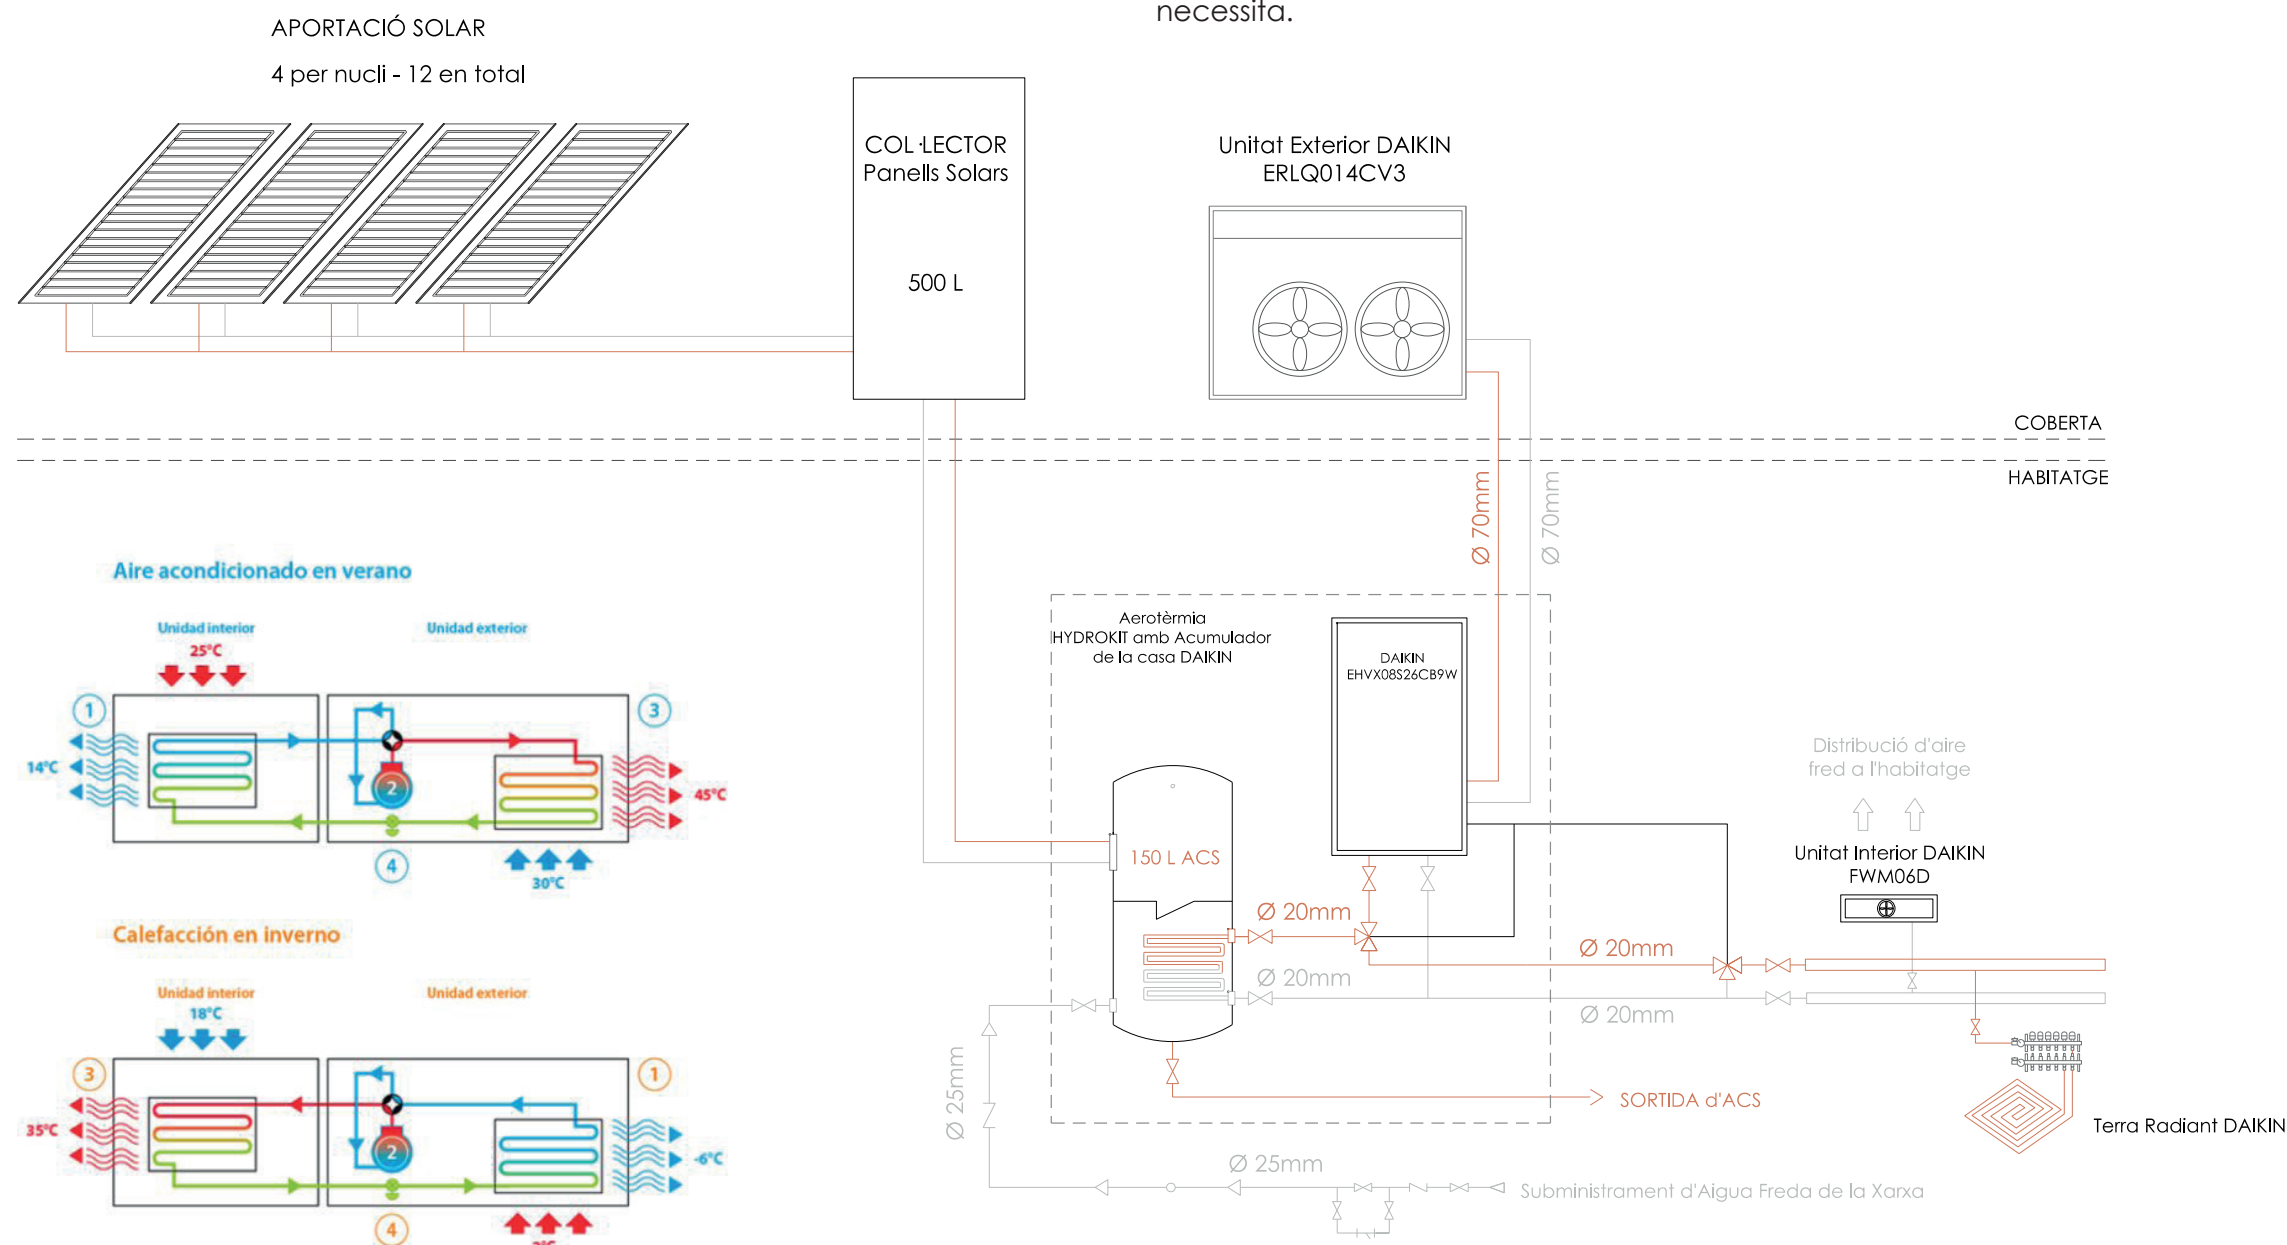 necessita.
APORTACIÓ SOLAR
4 per nucli - 12 en total
COL·LECTOR
Panells Solars
500 L
Unitat Exterior DAIKIN
ERLQ014CV3
COBERTA
HABITATGE
Ø 70mm
Ø 70mm
Aire acondicionado en verano
Unidad interior
Unidad exterior
25°C
1
3
14°C
2
45°C
4
30°C
Calefacción en invierno
Unidad interior
Unidad exterior
18°C
3
1
35°C
2
-6°C
4
Aerotèrmia
HYDROKIT amb Acumulador
de la casa DAIKIN
DAIKIN
EHVX08S26CB9W
150 L ACS
Ø 20mm
Ø 20mm
Ø 20mm
Ø 20mm
Distribució d'aire
fred a l'habitatge
Unitat Interior DAIKIN
FWM06D
Ø 25mm
SORTIDA d'ACS
Terra Radiant DAIKIN
Ø 25mm
Subministrament d'Aigua Freda de la Xarxa